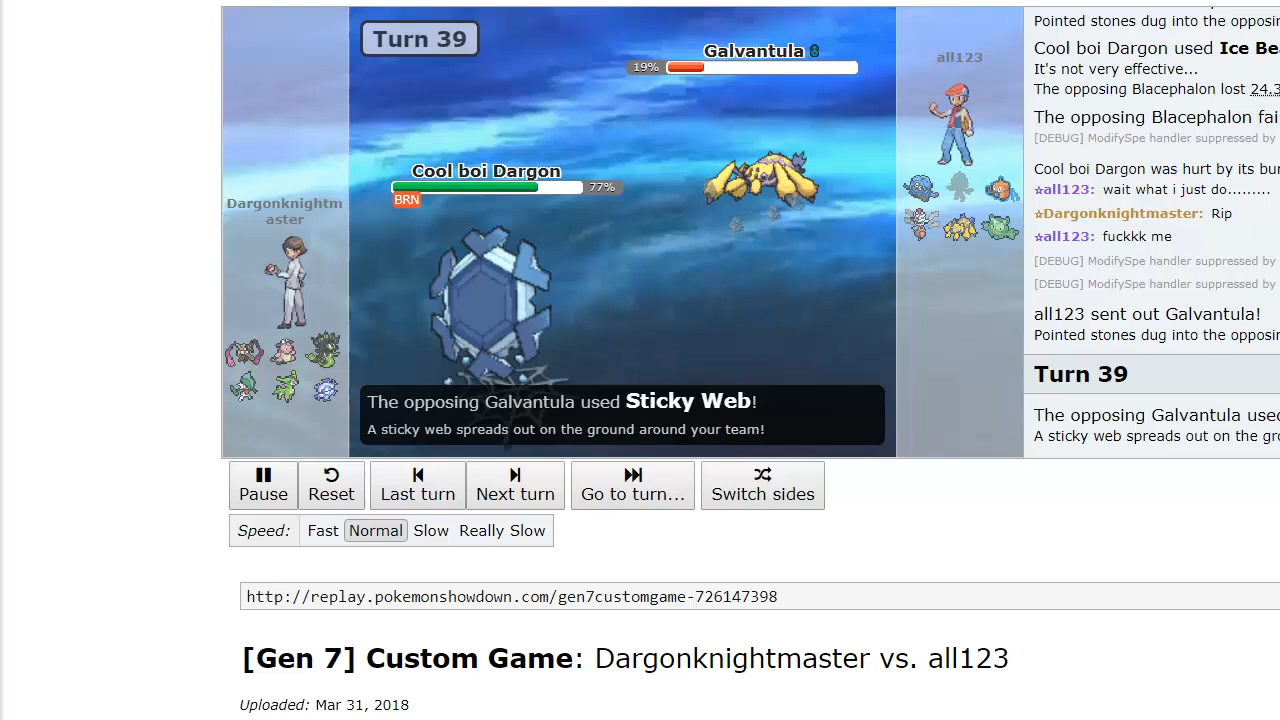 Turn 39
Galvantula
19%
Cool boi Dargon
77%
BRN
Dargonknightm
aster
all123
The opposing Galvantula used Sticky Web!
A sticky web spreads out on the ground around your team!
Pointed stones dug into the opposin
Cool boi Dargon used Ice Be
It's not very effective...
The opposing Blacephalon lost 24.3
The opposing Blacephalon fai
[DEBUG] ModifySpe handler suppressed by
Cool boi Dargon was hurt by its bur
☆all123: wait what i just do.........
☆Dargonknightmaster: Rip
☆all123: fuckkk me
[DEBUG] ModifySpe handler suppressed by
[DEBUG] ModifySpe handler suppressed by
all123 sent out Galvantula!
Pointed stones dug into the opposin
Turn 39
The opposing Galvantula used
A sticky web spreads out on the gro
Pause
Reset
Last turn
Next turn
Go to turn...
Switch sides
Speed: Fast Normal Slow Really Slow
http://replay.pokemonshowdown.com/gen7customgame-726147398
[Gen 7] Custom Game: Dargonknightmaster vs. all123
Uploaded: Mar 31, 2018